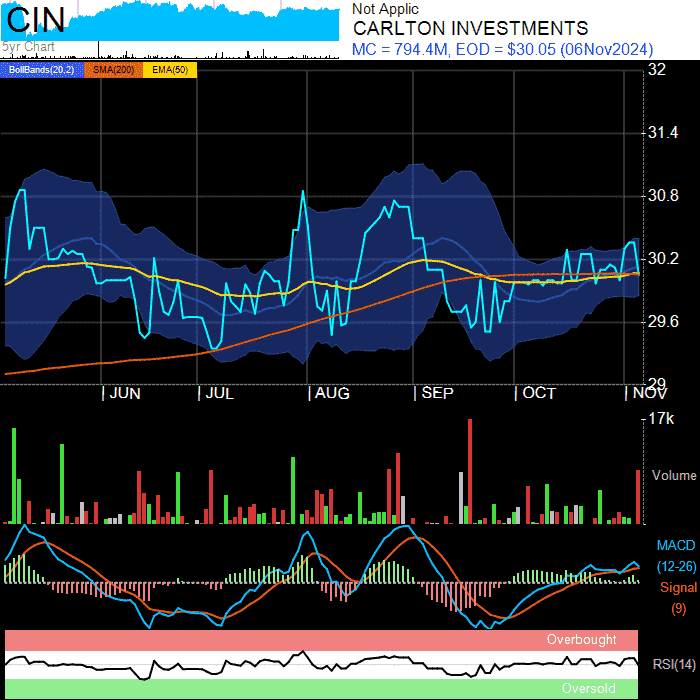 CIN
5yr Chart
Not Applic
CARLTON INVESTMENTS
MC = 794.4M, EOD = $30.05 (06Nov2024)
BollBands(20,2) SMA(200) EMA(50)
32
31.4
30.8
30.2
29.6
29
JUN JUL AUG SEP OCT NOV
17k
Volume
MACD
(12-26)
Signal
(9)
Overbought
RSI(14)
Oversold